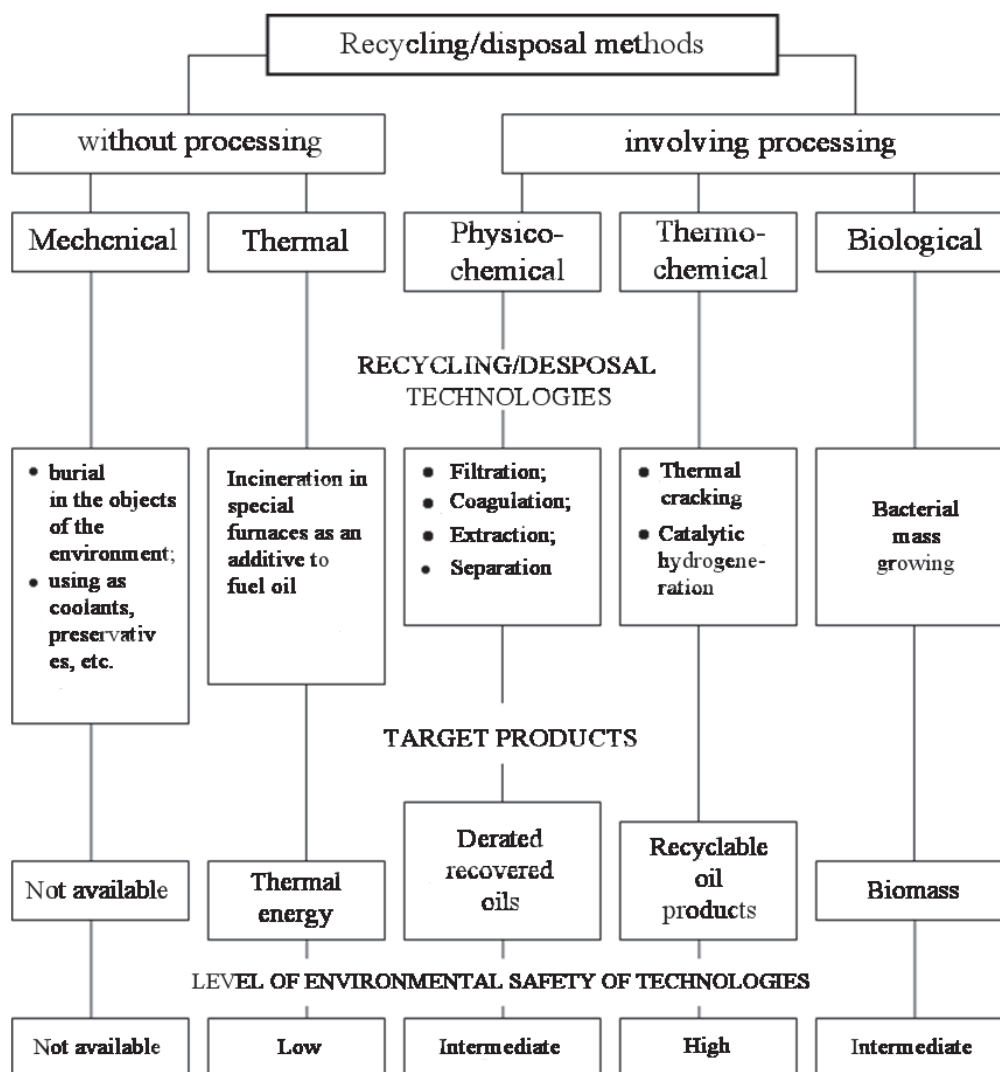 Recycling/disposal methods
without processing
involving processing
Mechcnical
Thermal
Physico-
chemical
Thermo-
chemical
Biological
RECYCLING/DESPOSAL
TECHNOLOGIES
• burial
in the objects
of the
environment;
• using as
coolants,
preservativ
es, etc.
Incineration in
special
furnaces as an
additive to
fuel oil
• Filtration;
• Coagulation;
• Extraction;
• Separation
• Thermal
cracking
• Catalytic
hydrogene-
ration
Bacterial
mass
growing
TARGET PRODUCTS
Not available
Thermal
energy
Derated
recovered
oils
Recyclable
oil
products
Biomass
LEVEL OF ENVIRONMENTAL SAFETY OF TECHNOLOGIES
Not available
Low
Intermediate
High
Intermediate